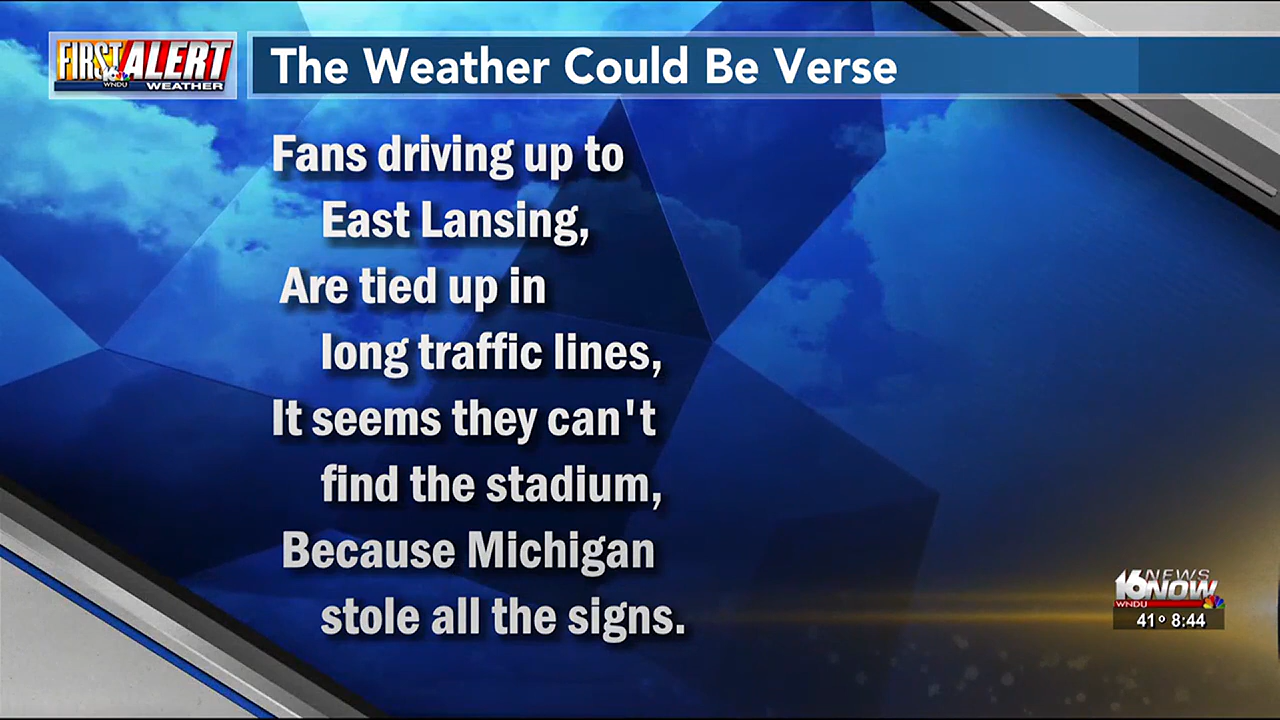 FIRST ALERT
16
WNDU
WEATHER
The Weather Could Be Verse
Fans driving up to
East Lansing,
Are tied up in
long traffic lines,
It seems they can't
find the stadium,
Because Michigan
stole all the signs.
16 NEWS
NOW
WNDU
41° 8:44